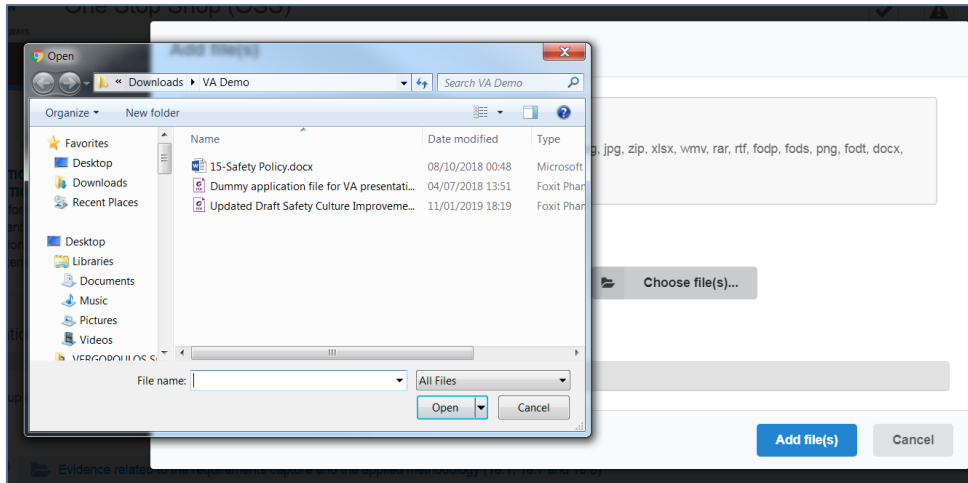 One Stop Shop (OSS)
Add file(s)
Open
« Downloads ▸ VA Demo
Search VA Demo
Organize
New folder
Name
Date modified
Type
Favorites
Desktop
Downloads
Recent Places
Desktop
Libraries
Documents
Music
Pictures
Videos
VERGOPOULOS S
15-Safety Policy.docx 08/10/2018 00:48 Microsoft
Dummy application file for VA presentati... 04/07/2018 13:51 Foxit Phan
Updated Draft Safety Culture Improveme... 11/01/2019 18:19 Foxit Phan
File name:
All Files
Open
Cancel
g, jpg, zip, xlsx, wmv, rar, rtf, fodp, fods, png, fodt, docx,
Choose file(s)...
Add file(s)
Cancel
Evidence related to the requirements capture and the applied methodology